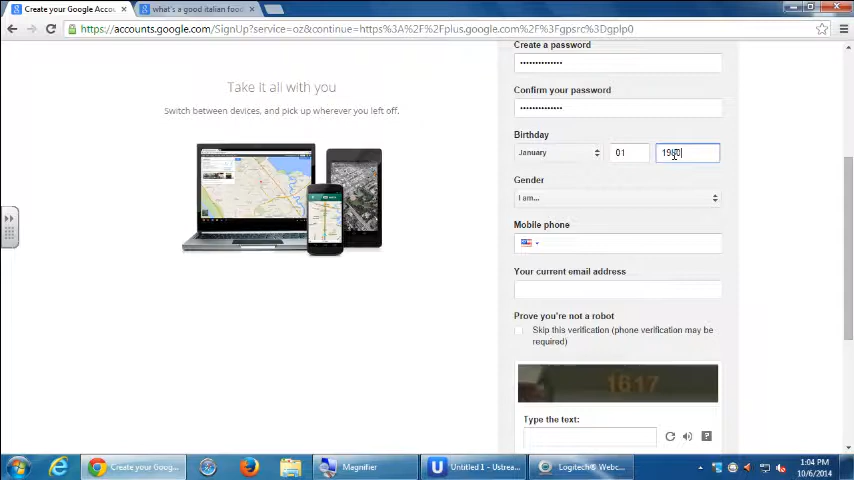 Create your Google Accou
what's a good italian foo
https://accounts.google.com/SignUp?service=oz&continue=https%3A%2F%2Fplus.google.com%2F%3Fgpsrc%3Dgplp0
Create a password
Take it all with you
Switch between devices, and pick up wherever you left off.
Confirm your password
Birthday
January
01
Gender
I am...
Mobile phone
Your current email address
Prove you're not a robot
Skip this verification (phone verification may be
required)
1617
Type the text:
Create your Goog...
Magnifier
Untitled 1 - Ustrea...
Logitech® Webc...
1:04 PM
10/6/2014